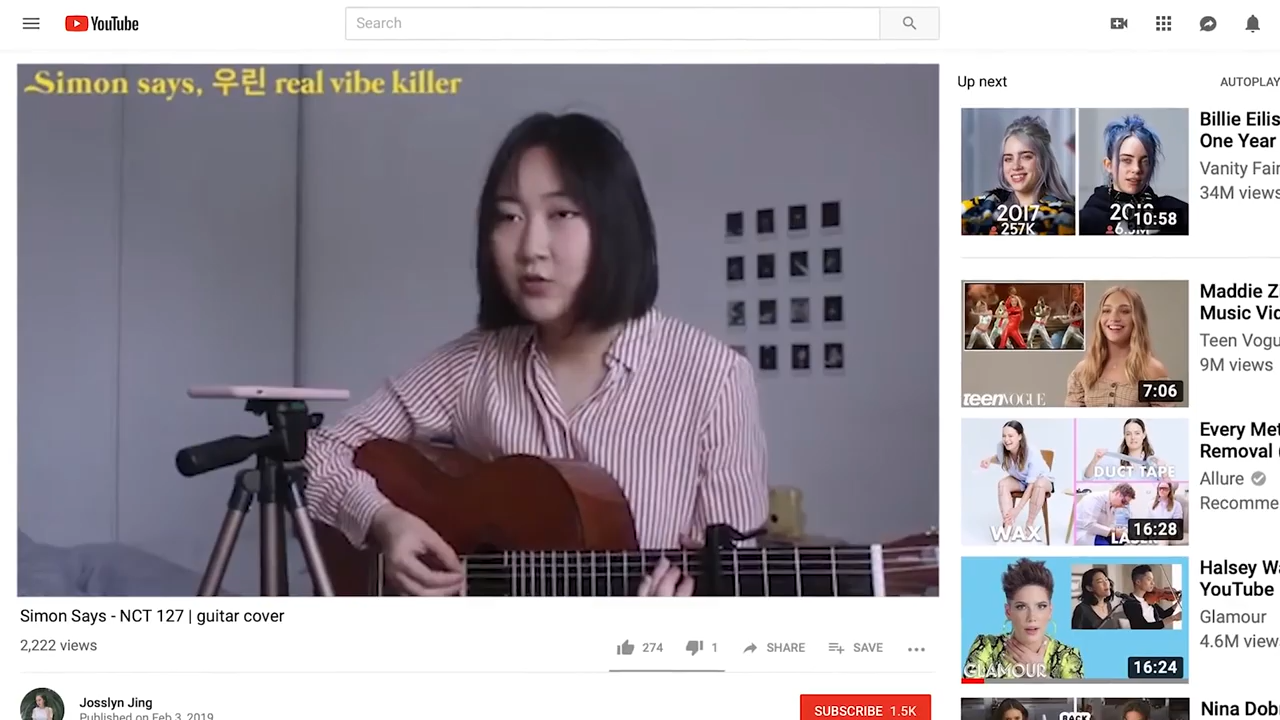 YouTube
Search
Simon says, 우린 real vibe killer
Simon Says - NCT 127 | guitar cover
2,222 views
274
1
SHARE
SAVE
Josslyn Jing
Published on Feb 3, 2019
SUBSCRIBE 1.5K
Up next
AUTOPLAY
2017
257K
10:58
Billie Eilis
One Year
Vanity Fair
34M views
teenVOGUE
7:06
Maddie Z
Music Vid
Teen Vogu
9M views
WAX
DUCT TAPE
16:28
Every Met
Removal
Allure
Recomme
GLAMOUR
16:24
Halsey Wa
YouTube
Glamour
4.6M view
BACK
Nina Dob